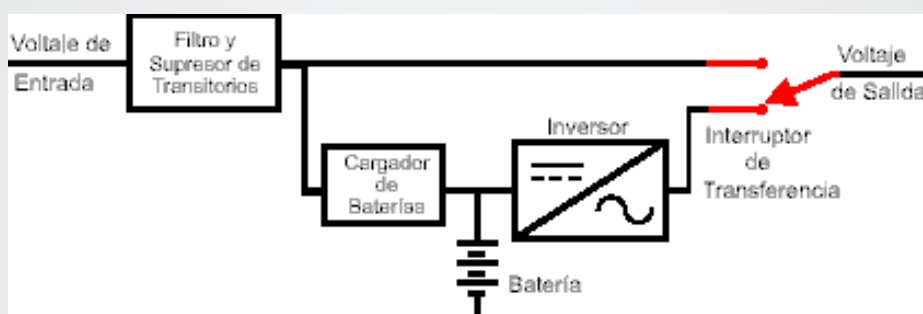 Voltaje de
Entrada
Filtro y
Supresor de
Transitorios
Voltaje
de Salida
Inversor
Interruptor
de
Transferencia
Cargador
de
Baterías
Batería